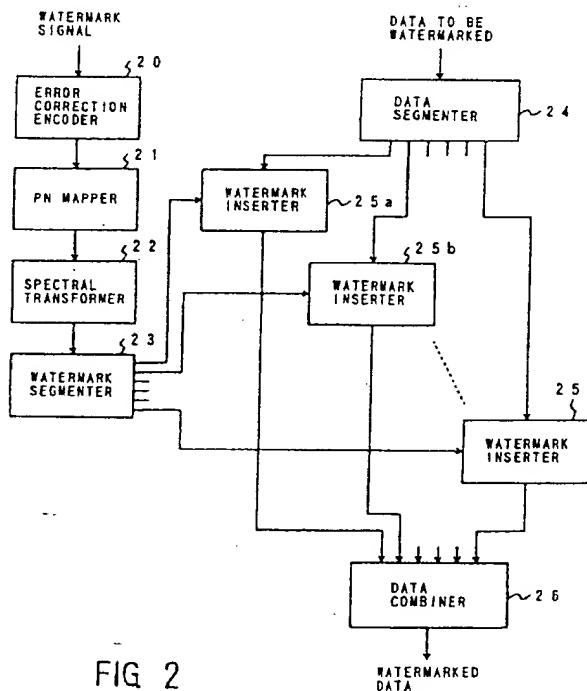 WATERMARK
SIGNAL
20
ERROR
CORRECTION
ENCODER
21
PN MAPPER
22
SPECTRAL
TRANSFORMER
23
WATERMARK
SEGMENTER
DATA TO BE
WATERMARKED
DATA
SEGMENTER
24
WATERMARK
INSERTER
25a
25b
WATERMARK
INSERTER
25
WATERMARK
INSERTER
DATA
COMBINER
26
FIG 2
WATERMARKED
DATA